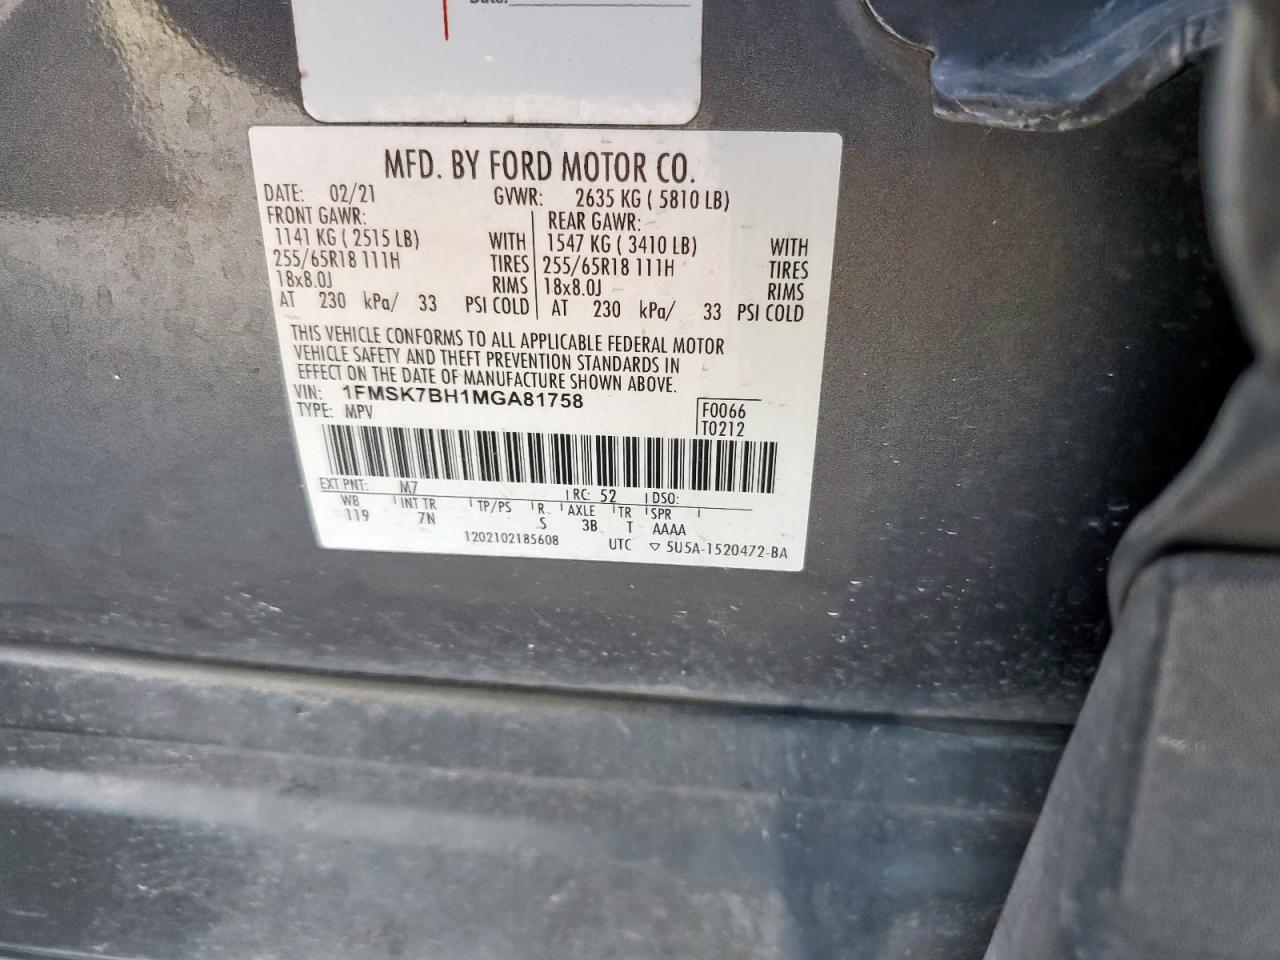 Date:
MFD. BY FORD MOTOR CO.
DATE: 02/21 GVWR: 2635 KG ( 5810 LB)
FRONT GAWR: REAR GAWR:
1141 KG ( 2515 LB) WITH 1547 KG ( 3410 LB) WITH
255/65R18 111H TIRES 255/65R18 111H TIRES
18x8.0J RIMS 18x8.0J RIMS
AT 230 kPa/ 33 PSI COLD AT 230 kPa/ 33 PSI COLD
THIS VEHICLE CONFORMS TO ALL APPLICABLE FEDERAL MOTOR
VEHICLE SAFETY AND THEFT PREVENTION STANDARDS IN
EFFECT ON THE DATE OF MANUFACTURE SHOWN ABOVE.
VIN: 1FMSK7BH1MGA81758
TYPE: MPV F0066
T0212
EXT PNT: M7 RC: 52 DSO:
WB INT TR TP/PS R AXLE TR SPR
119 7N S 3B T AAAA
1202102185608 UTC ▽ 5U5A-1520472-BA